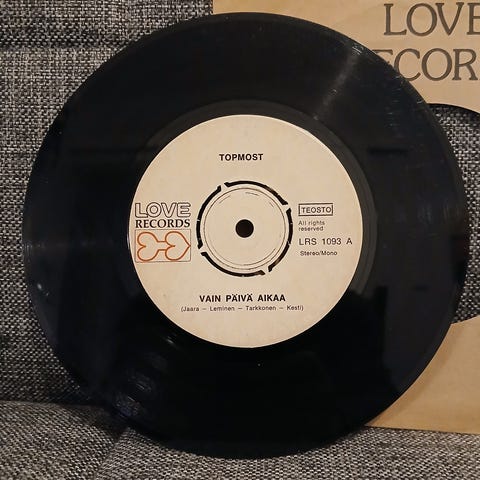 LOVE
RECORDS
TOPMOST
LOVE
RECORDS
TEOSTO
All rights
reserved
LRS 1093 A
Stereo/Mono
VAIN PÄIVÄ AIKAA
(Jaara – Leminen – Tarkkonen – Kesti)